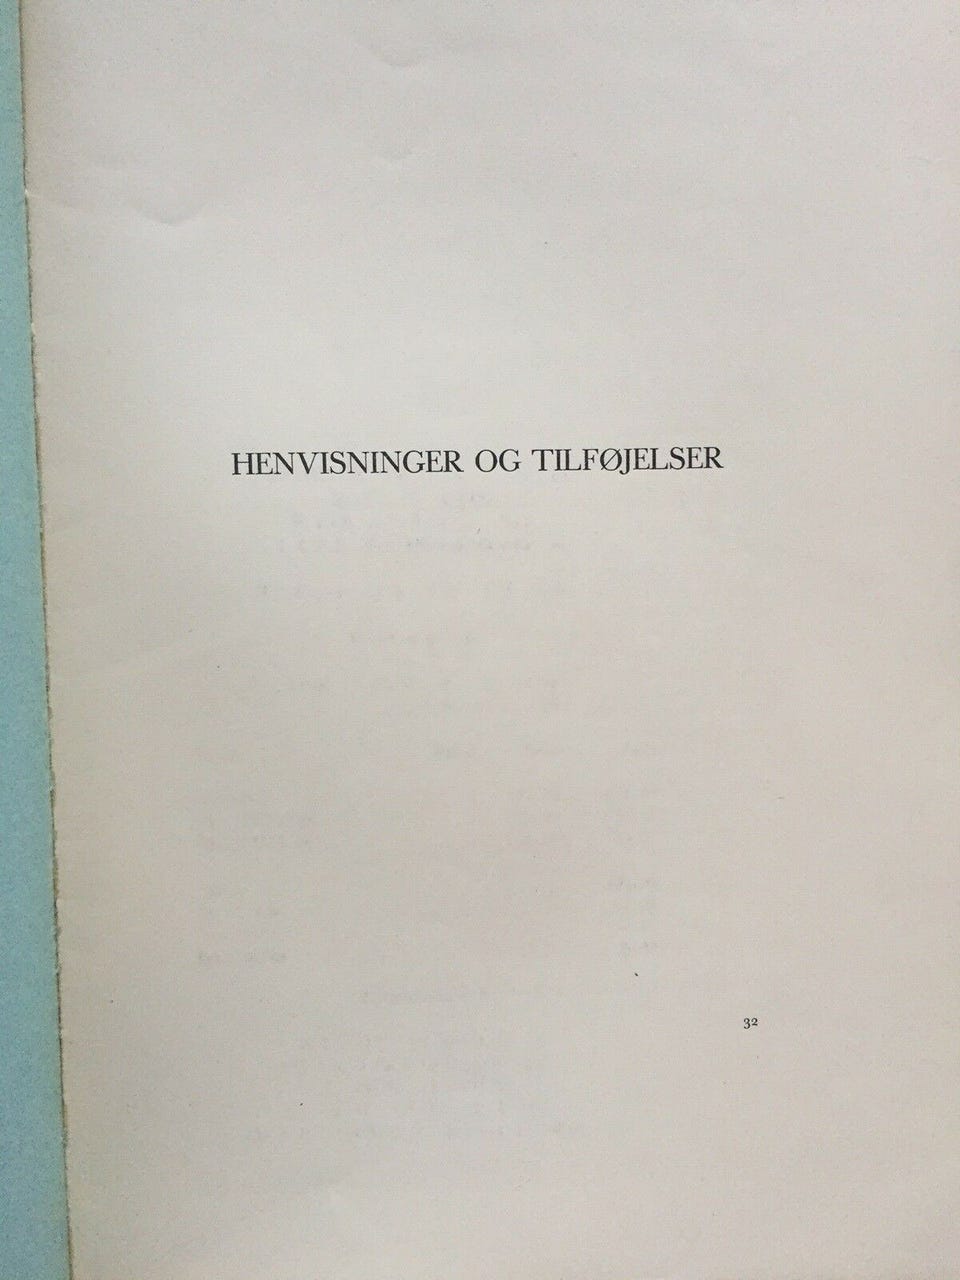 HENVISNINGER OG TILFØJELSER
32